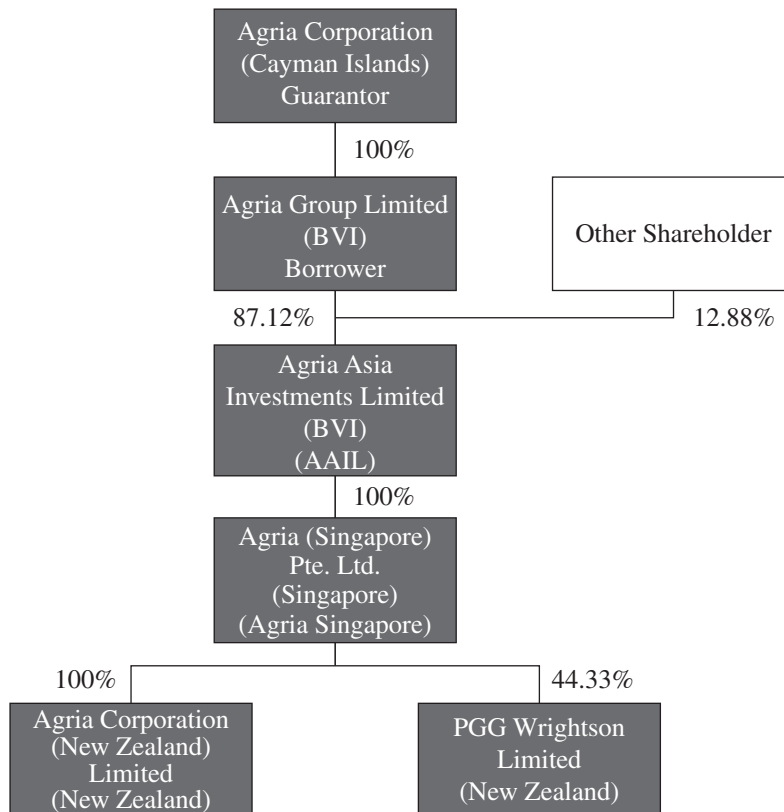 Agria Corporation
(Cayman Islands)
Guarantor
100%
Agria Group Limited
(BVI)
Borrower
Other Shareholder
87.12%
12.88%
Agria Asia
Investments Limited
(BVI)
(AAIL)
100%
Agria (Singapore)
Pte. Ltd.
(Singapore)
(Agria Singapore)
100%
44.33%
Agria Corporation
(New Zealand)
Limited
(New Zealand)
PGG Wrightson
Limited
(New Zealand)